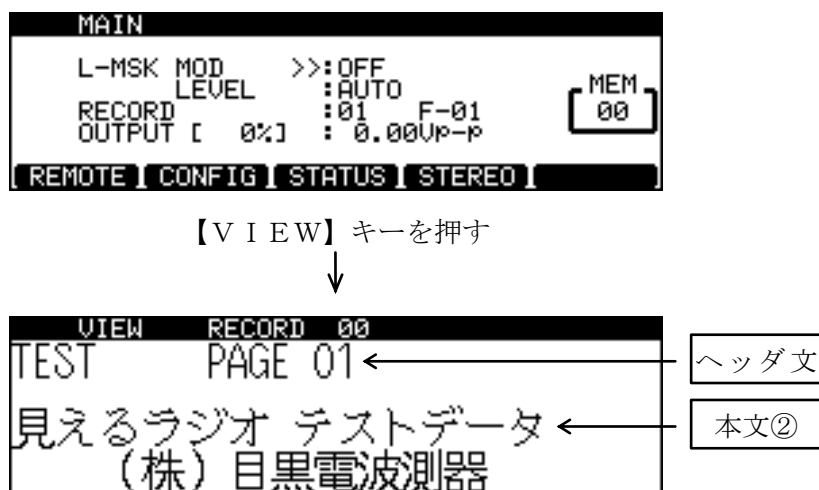 MAIN
L-MSK MOD >>:OFF
LEVEL :AUTO
RECORD :01 F-01
OUTPUT [ 0%] : 0.00Vp-p
MEM
00
REMOTE CONFIG STATUS STEREO
【ＶＩＥＷ】キーを押す
VIEW RECORD 00
TEST PAGE 01
ヘッダ文
見えるラジオ テストデータ
本文②
（株）目黒電波測器